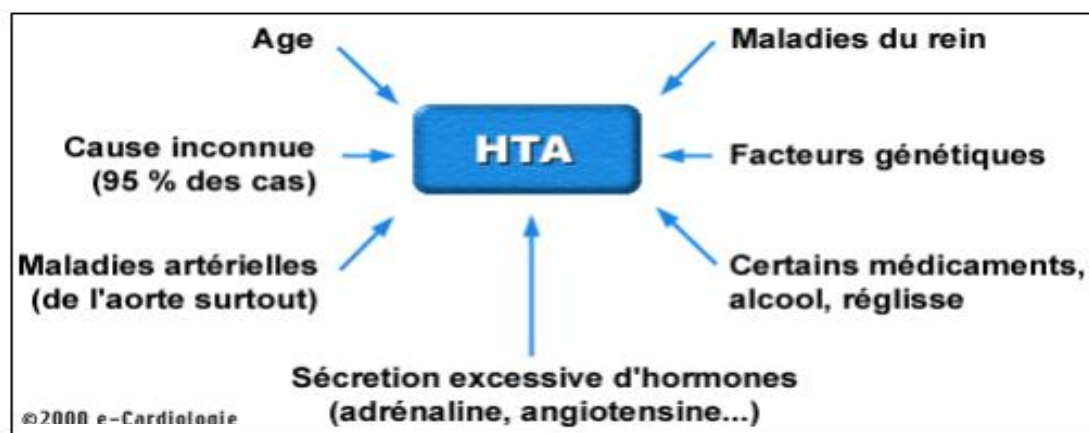 Age
Maladies du rein
HTA
Cause inconnue
(95 % des cas)
Facteurs génétiques
Maladies artérielles
(de l'aorte surtout)
Certains médicaments,
alcool, réglisse
Sécretion excessive d'hormones
(adrénaline, angiotensine...)
©2000 e-Cardiologie